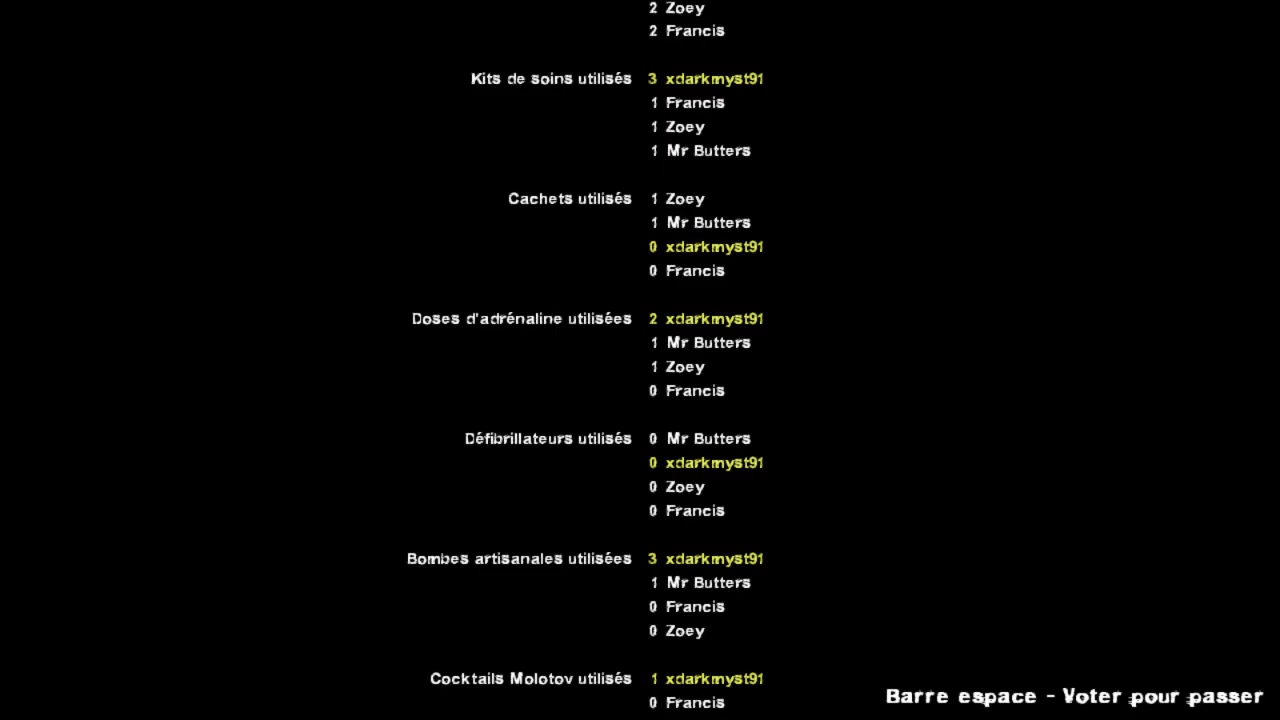 2 Zoey
2 Francis
Kits de soins utilisés 3 xdarkmyst91
1 Francis
1 Zoey
1 Mr Butters
Cachets utilisés 1 Zoey
1 Mr Butters
0 xdarkmyst91
0 Francis
Doses d'adrénaline utilisées 2 xdarkmyst91
1 Mr Butters
1 Zoey
0 Francis
Défibrillateurs utilisés 0 Mr Butters
0 xdarkmyst91
0 Zoey
0 Francis
Bombes artisanales utilisées 3 xdarkmyst91
1 Mr Butters
0 Francis
0 Zoey
Cocktails Molotov utilisés 1 xdarkmyst91
0 Francis
Barre espace - Voter pour passer